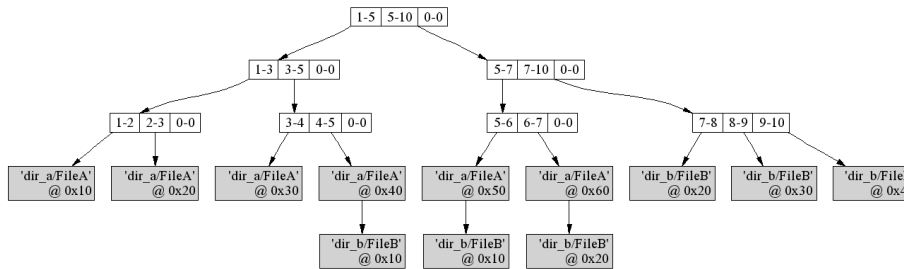 1-5 5-10 0-0
1-3 3-5 0-0
5-7 7-10 0-0
1-2 2-3 0-0
3-4 4-5 0-0
5-6 6-7 0-0
7-8 8-9 9-10
'dir_a/FileA'
@ 0x10
'dir_a/FileA'
@ 0x20
'dir_a/FileA'
@ 0x30
'dir_a/FileA'
@ 0x40
'dir_a/FileA'
@ 0x50
'dir_a/FileA'
@ 0x60
'dir_b/FileB'
@ 0x20
'dir_b/FileB'
@ 0x30
@
'dir_b/FileB'
@ 0x10
'dir_b/FileB'
@ 0x10
'dir_b/FileB'
@ 0x20